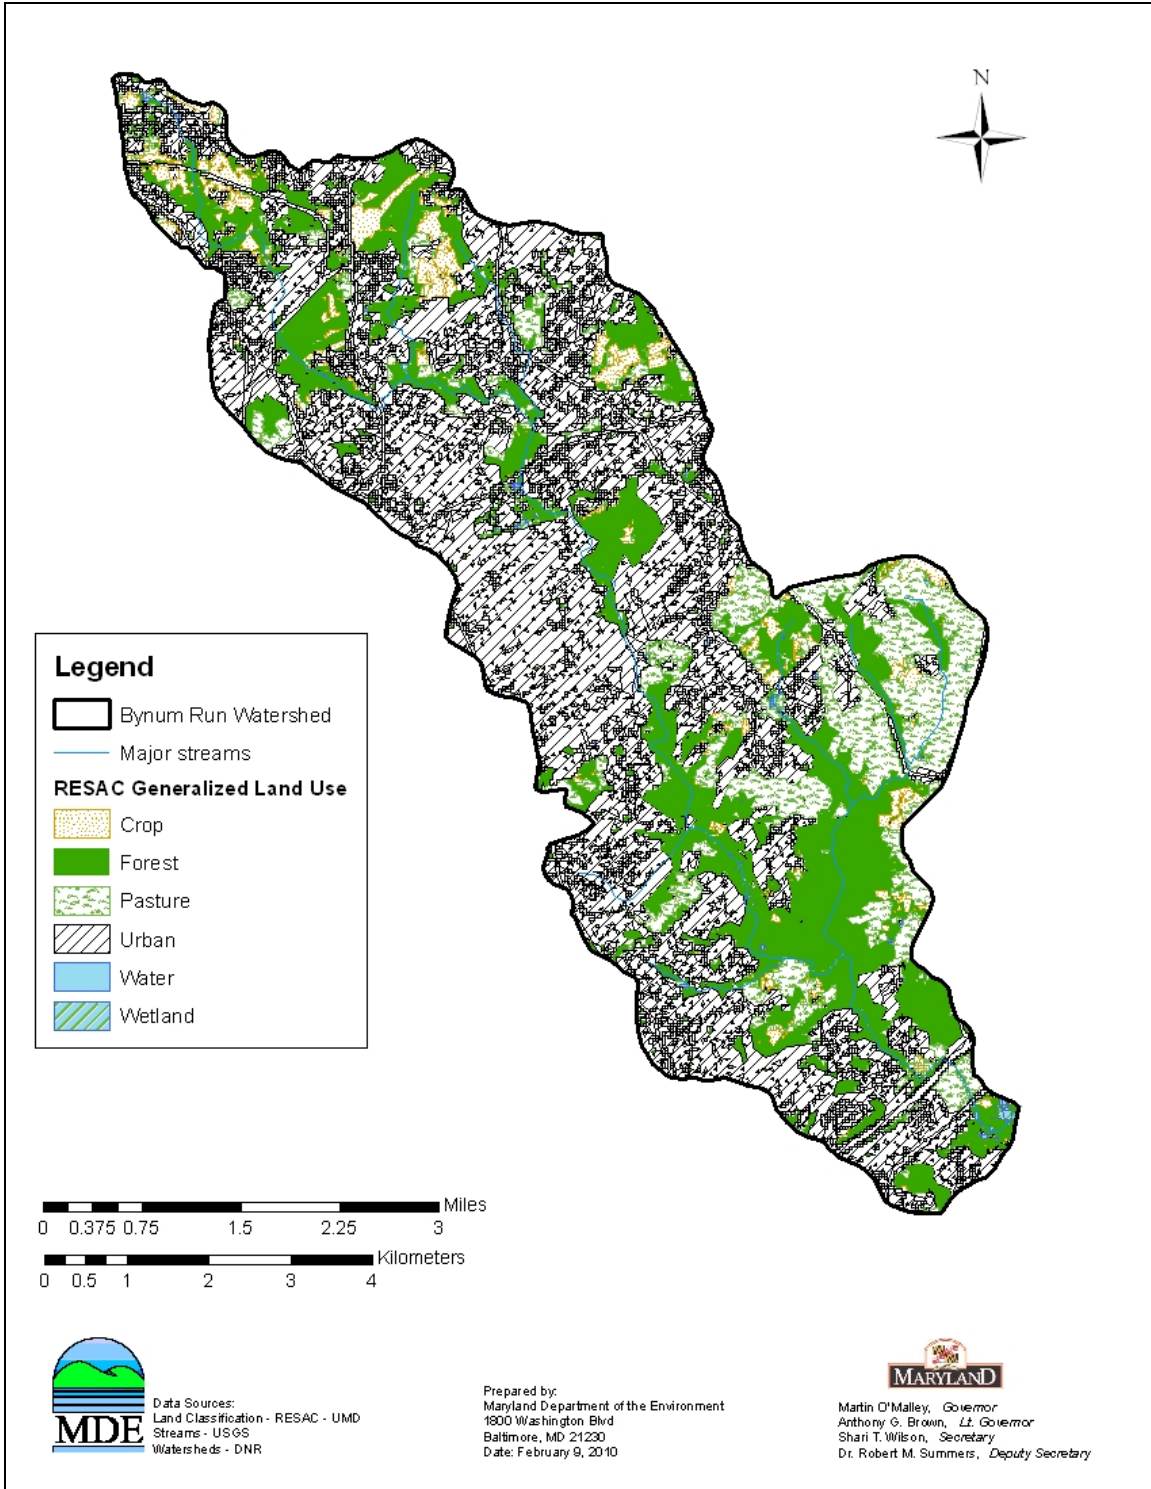 N
Legend
Bynum Run Watershed
Major streams
RESAC Generalized Land Use
Crop
Forest
Pasture
Urban
Water
Wetland
Miles
0 0.375 0.75 1.5 2.25 3
Kilometers
0 0.5 1 2 3 4
MDE
Data Sources:
Land Classification - RESAC - UMD
Streams - USGS
Watersheds - DNR
Prepared by:
Maryland Department of the Environment
1800 Washington Blvd
Baltimore, MD 21230
Date: February 9, 2010
MARYLAND
Martin O'Malley, Governor
Anthony G. Brown, Lt. Governor
Shari T. Wilson, Secretary
Dr. Robert M. Summers, Deputy Secretary